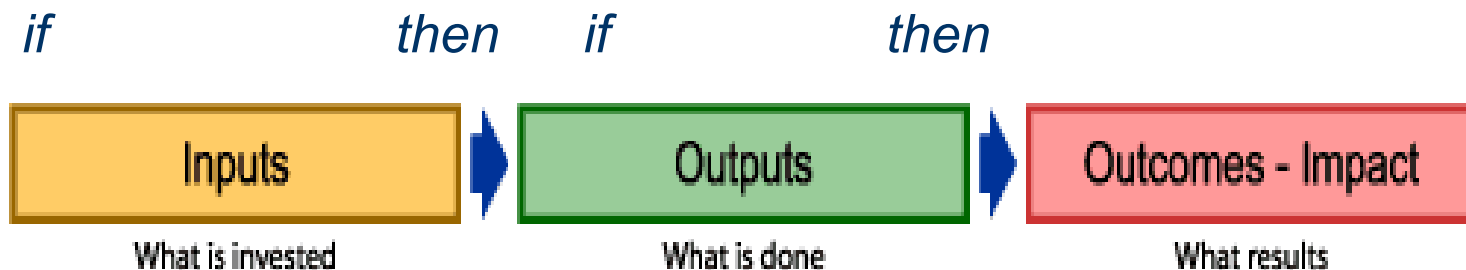 if then if then
Inputs Outputs Outcomes - Impact
What is invested What is done What results